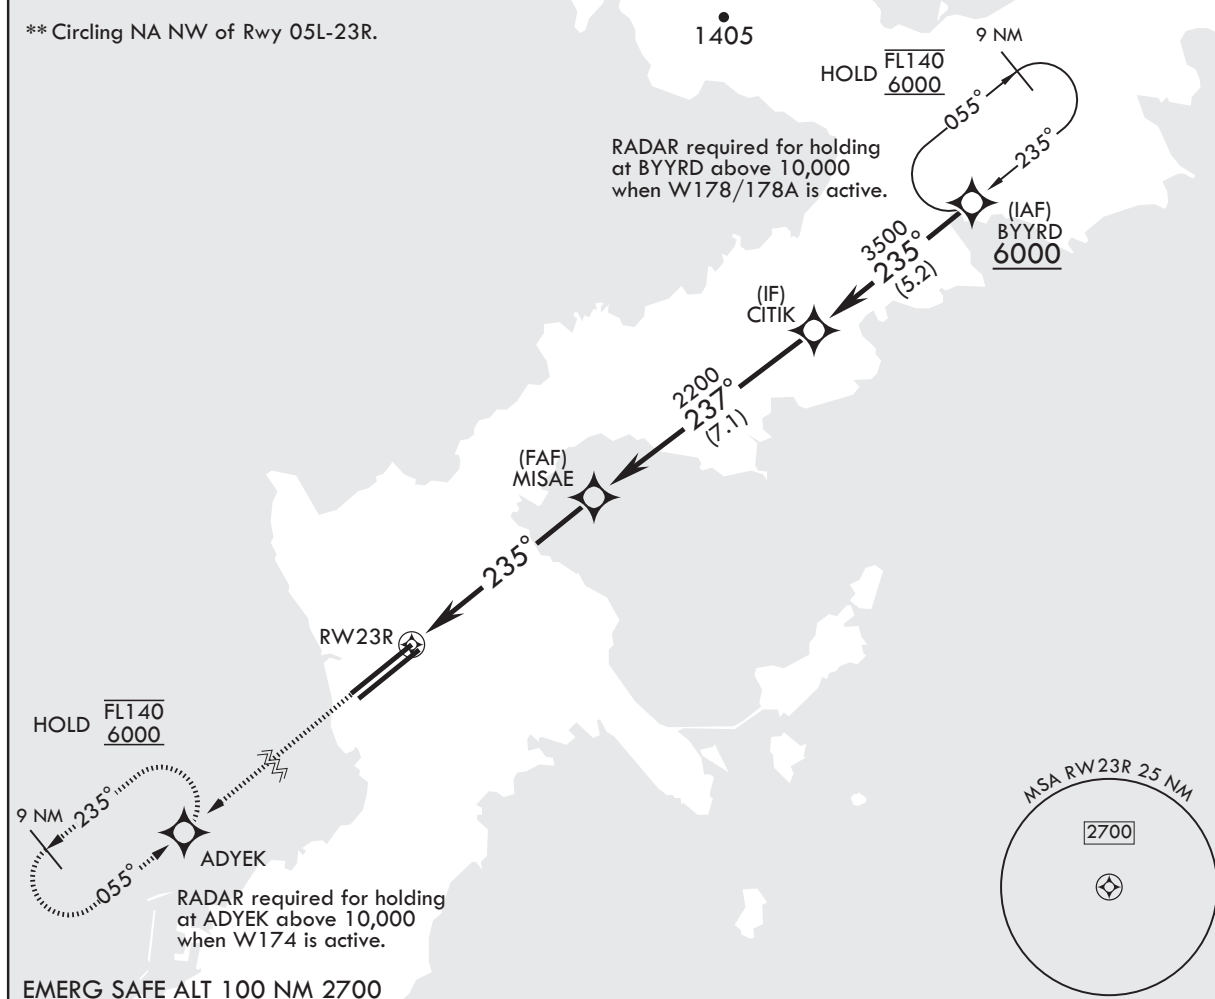 ** Circling NA NW of Rwy 05L-23R.
1405
9 NM
HOLD FL140
6000
055°
235°
RADAR required for holding
at BYYRD above 10,000
when W178/178A is active.
(IAF)
BYYRD
6000
3500
235°
(5.2)
(IF)
CITIK
2200
237°
(7.1)
(FAF)
MISAE
235°
RW23R
HOLD FL140
6000
9 NM
235°
055°
ADYEK
RADAR required for holding
at ADYEK above 10,000
when W174 is active.
MSA RW23R 25 NM
2700
EMERG SAFE ALT 100 NM 2700